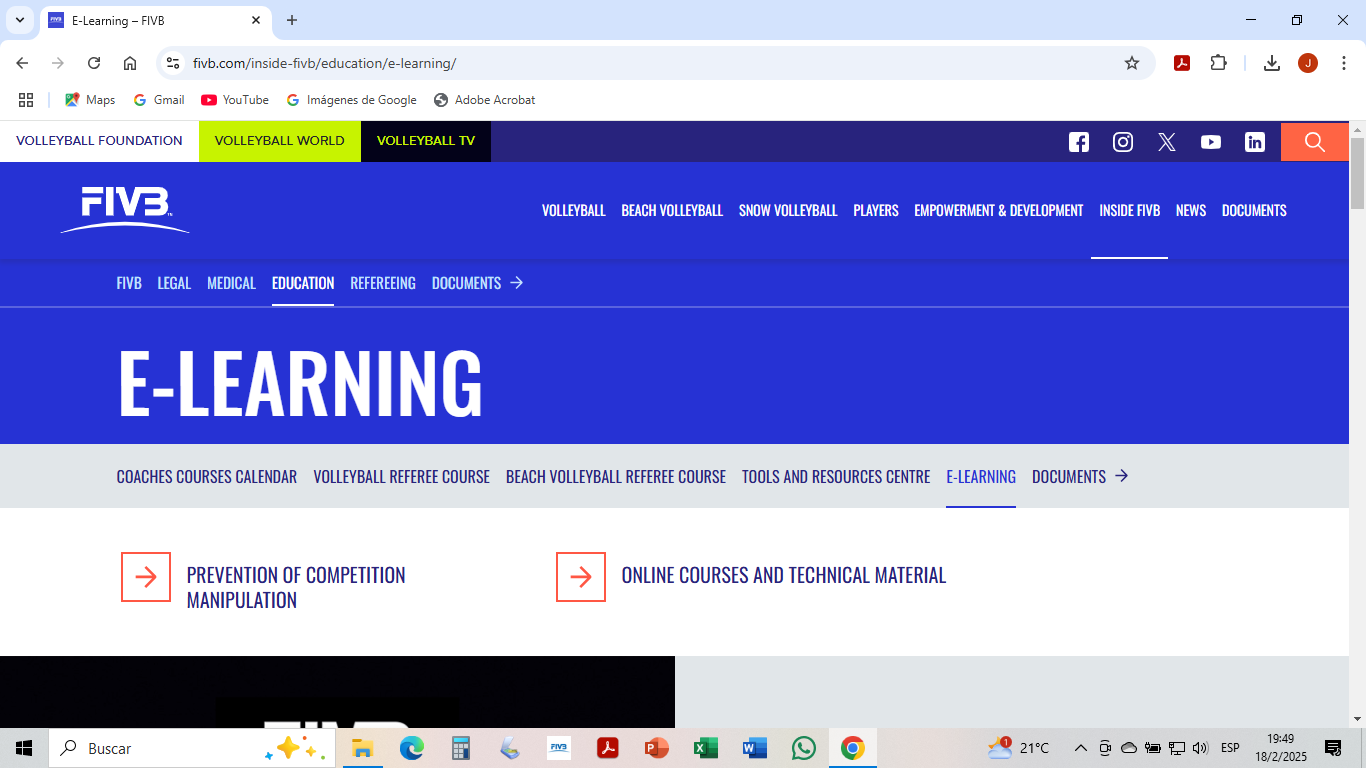 E-Learning – FIVB
fivb.com/inside-fivb/education/e-learning/
J
Maps Gmail YouTube Imágenes de Google Adobe Acrobat
VOLLEYBALL FOUNDATION VOLLEYBALL WORLD VOLLEYBALL TV
FIVB
VOLLEYBALL BEACH VOLLEYBALL SNOW VOLLEYBALL PLAYERS EMPOWERMENT & DEVELOPMENT INSIDE FIVB NEWS DOCUMENTS
FIVB LEGAL MEDICAL EDUCATION REFEREEING DOCUMENTS
E-LEARNING
COACHES COURSES CALENDAR VOLLEYBALL REFEREE COURSE BEACH VOLLEYBALL REFEREE COURSE TOOLS AND RESOURCES CENTRE E-LEARNING DOCUMENTS
PREVENTION OF COMPETITION
MANIPULATION
ONLINE COURSES AND TECHNICAL MATERIAL
FIVB
Buscar
FIVB
1
21°C
ESP
19:49
18/2/2025